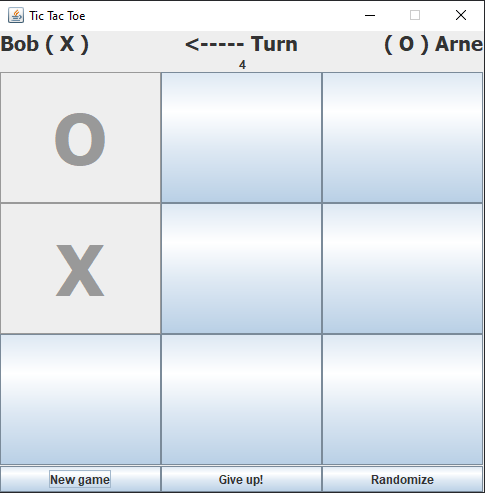 Tic Tac Toe
Bob ( X ) <----- Turn ( O ) Arne
4
O
X
New game Give up! Randomize